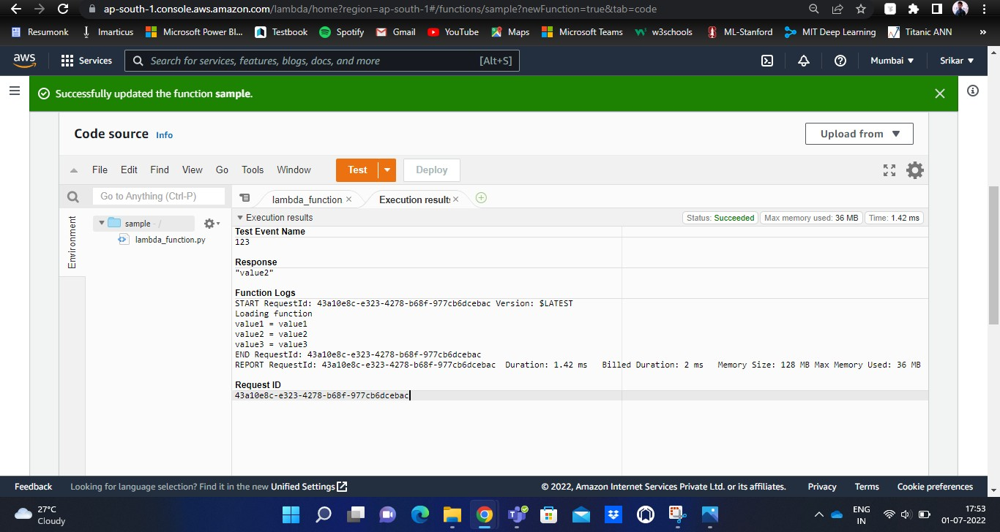 ap-south-1.console.aws.amazon.com/lambda/home?region=ap-south-1#/functions/sample?newFunction=true&tab=code
Resumonk Imarticus Microsoft Power BI... Testbook Spotify Gmail YouTube Maps Microsoft Teams w3schools ML-Stanford MIT Deep Learning Titanic ANN »
aws Services Search for services, features, blogs, docs, and more [Alt+S] Mumbai ▼ Srikar ▼
Successfully updated the function sample.
Code source Info Upload from ▼
File Edit Find View Go Tools Window Test Deploy
Go to Anything (Ctrl-P) lambda_function × Execution results ×
Environment
sample - /
lambda_function.py
Execution results Status: Succeeded Max memory used: 36 MB Time: 1.42 ms
Test Event Name
123
Response
"value2"
Function Logs
START RequestId: 43a10e8c-e323-4278-b68f-977cb6dcebac Version: $LATEST
Loading function
value1 = value1
value2 = value2
value3 = value3
END RequestId: 43a10e8c-e323-4278-b68f-977cb6dcebac
REPORT RequestId: 43a10e8c-e323-4278-b68f-977cb6dcebac Duration: 1.42 ms Billed Duration: 2 ms Memory Size: 128 MB Max Memory Used: 36 MB
Request ID
43a10e8c-e323-4278-b68f-977cb6dcebac
Feedback Looking for language selection? Find it in the new Unified Settings © 2022, Amazon Internet Services Private Ltd. or its affiliates. Privacy Terms Cookie preferences
27°C
Cloudy
ENG
IN
17:53
01-07-2022